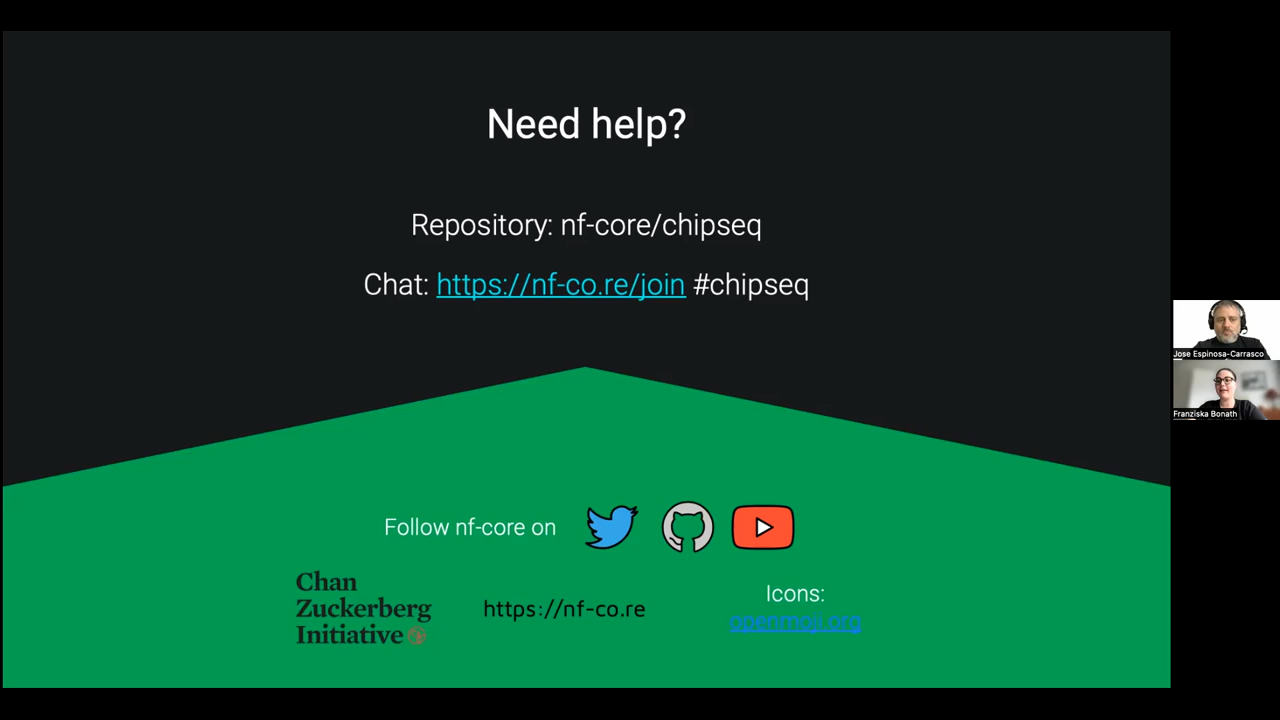 Need help?
Repository: nf-core/chipseq
Chat: https://nf-co.re/join #chipseq
Jose Espinosa-Carrasco
Franziska Bonath
Follow nf-core on
Chan
Zuckerberg
Initiative
https://nf-co.re
Icons:
openmoji.org